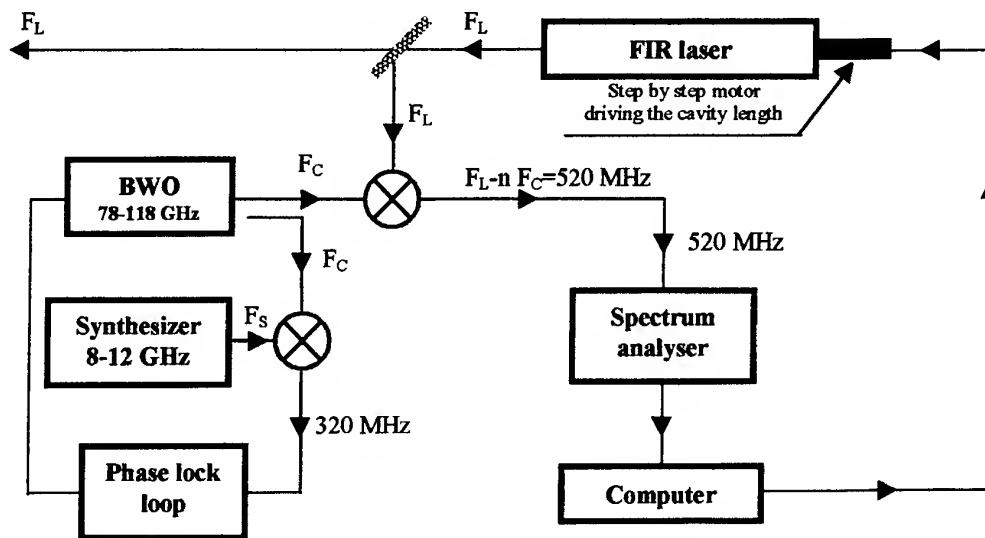 F_L
F_L
FIR laser
Step by step motor
driving the cavity length
F_L
BWO
78-118 GHz
F_C
F_L-n F_C=520 MHz
F_C
520 MHz
Synthesizer
8-12 GHz
F_S
Spectrum
analyser
320 MHz
Phase lock
loop
Computer